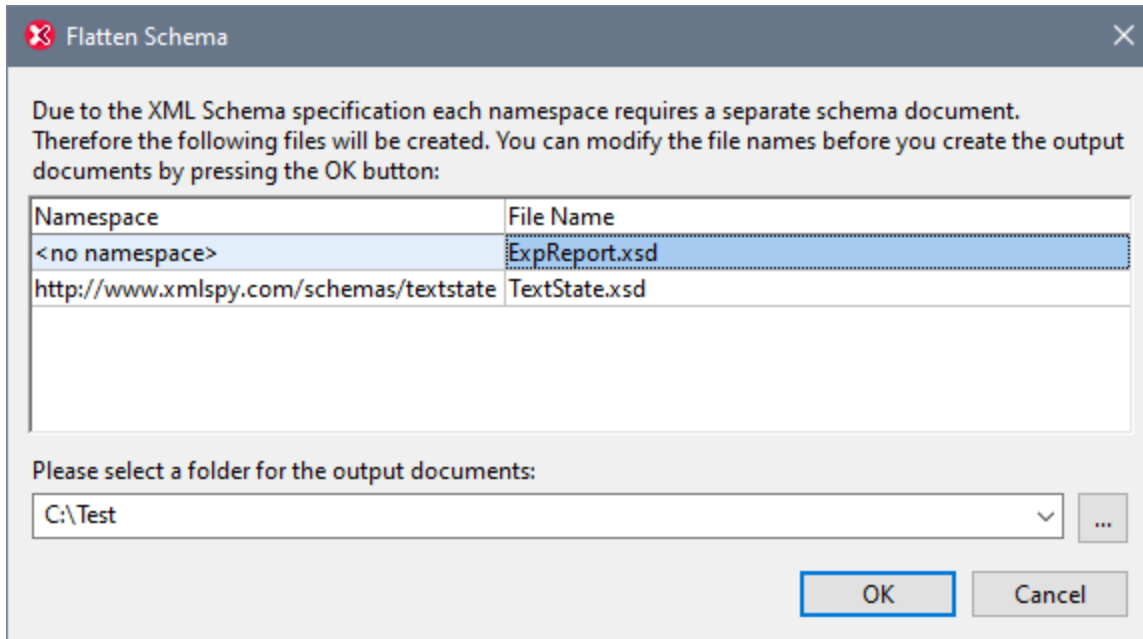 Flatten Schema
Due to the XML Schema specification each namespace requires a separate schema document.
Therefore the following files will be created. You can modify the file names before you create the output
documents by pressing the OK button:
Namespace File Name
<no namespace> ExpReport.xsd
http://www.xmlspy.com/schemas/textstate TextState.xsd
Please select a folder for the output documents:
C:\Test ...
OK Cancel